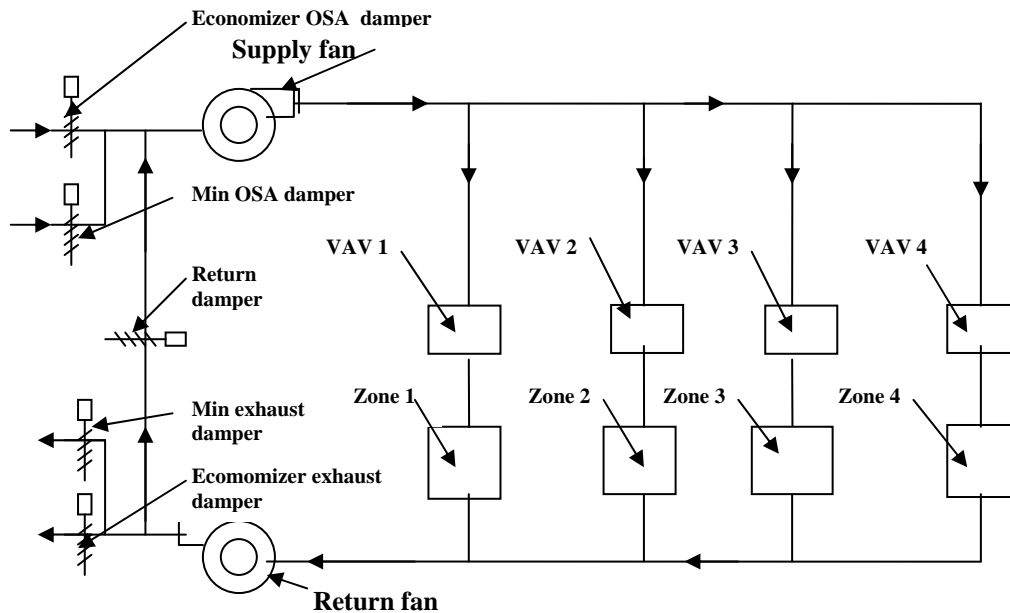 Economizer OSA damper
Supply fan
Min OSA damper
VAV 1
VAV 2
VAV 3
VAV 4
Return
damper
Min exhaust
damper
Zone 1
Zone 2
Zone 3
Zone 4
Ecomomizer exhaust
damper
Return fan